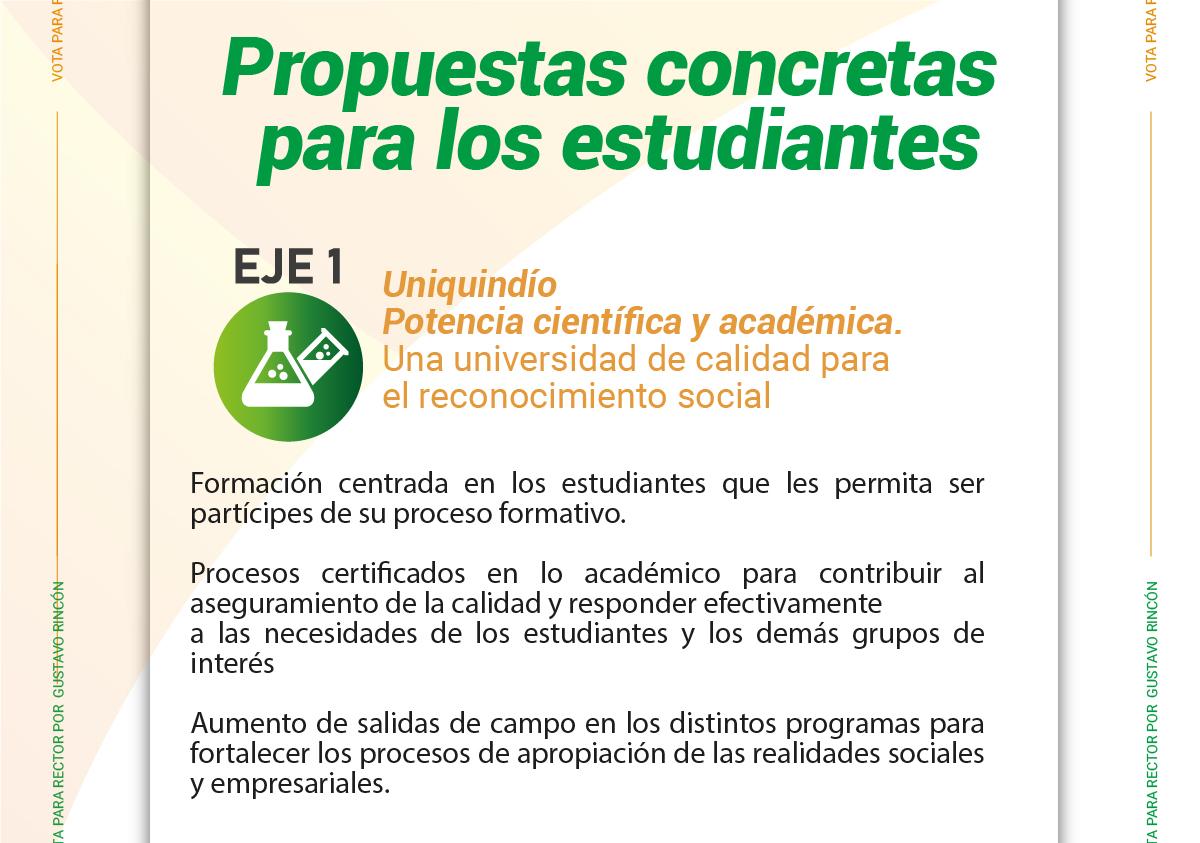 Propuestas concretas
para los estudiantes
EJE 1
Uniquindío
Potencia científica y académica.
Una universidad de calidad para
el reconocimiento social
Formación centrada en los estudiantes que les permita ser
partícipes de su proceso formativo.
Procesos certificados en lo académico para contribuir al
aseguramiento de la calidad y responder efectivamente
a las necesidades de los estudiantes y los demás grupos de
interés
Aumento de salidas de campo en los distintos programas para
fortalecer los procesos de apropiación de las realidades sociales
y empresariales.
VOTA PARA
TA PARA RECTOR POR GUSTAVO RINCÓN
VOTA PARA
TA PARA RECTOR POR GUSTAVO RINCÓN